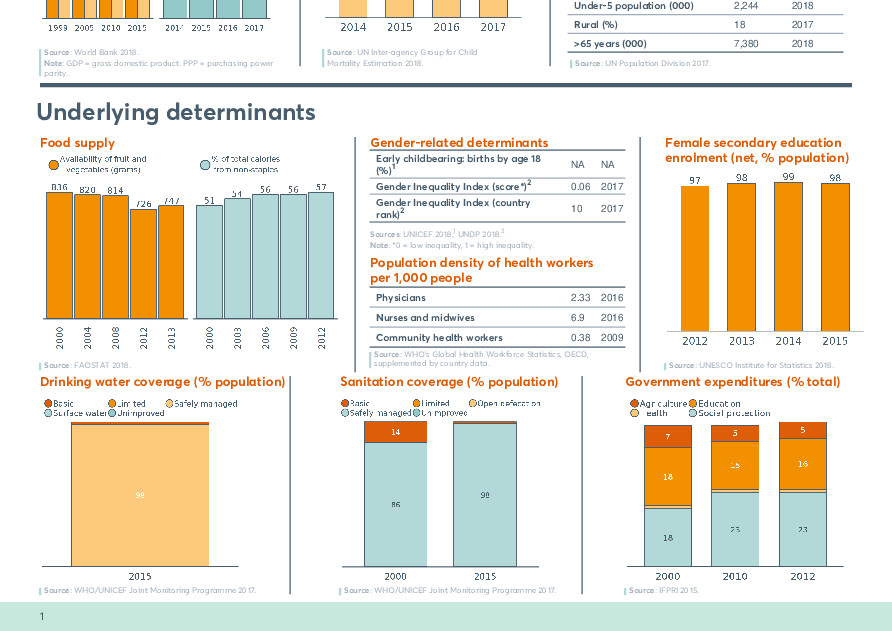 1999 2005 2010 2015
2014 2015 2016 2017
Source: World Bank 2018.
Note: GDP = gross domestic product. PPP = purchasing power
parity.
2014 2015 2016 2017
Source: UN Inter-agency Group for Child
Mortality Estimation 2018.
Under-5 population (000) 2,244 2018
Rural (%) 18 2017
>65 years (000) 7,380 2018
Source: UN Population Division 2017.
Underlying determinants
Food supply
Availability of fruit and
vegetables (grams)
% of total calories
from non-staples
836 820 814 726 747
2000 2004 2008 2012 2013
51 54 56 56 57
2000 2003 2006 2009 2012
Source: FAOSTAT 2018.
Gender-related determinants
Early childbearing: births by age 18
(%)¹ NA NA
Gender Inequality Index (score*)² 0.06 2017
Gender Inequality Index (country
rank)² 10 2017
Sources: UNICEF 2018,¹ UNDP 2018.²
Note: *0 = low inequality, 1 = high inequality.
Population density of health workers
per 1,000 people
Physicians 2.33 2016
Nurses and midwives 6.9 2016
Community health workers 0.38 2009
Source: WHO's Global Health Workforce Statistics, OECD,
supplemented by country data.
Female secondary education
enrolment (net, % population)
97 98 99 98
2012 2013 2014 2015
Source: UNESCO Institute for Statistics 2018.
Drinking water coverage (% population)
Basic Limited Safely managed
Surface water Unimproved
98
2015
Source: WHO/UNICEF Joint Monitoring Programme 2017.
Sanitation coverage (% population)
Basic Limited Open defecation
Safely managed Unimproved
14
86 98
2000 2015
Source: WHO/UNICEF Joint Monitoring Programme 2017.
Government expenditures (% total)
Agriculture Education
Health Social protection
7 5 5
18 15 16
18 23 23
2000 2010 2012
Source: IFPRI 2015.
1